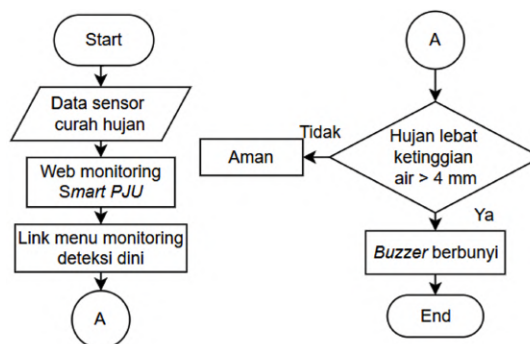 Start
Data sensor
curah hujan
Web monitoring
Smart PJU
Link menu monitoring
deteksi dini
A
A
Hujan lebat
ketinggian
air > 4 mm
Tidak
Aman
Ya
Buzzer berbunyi
End